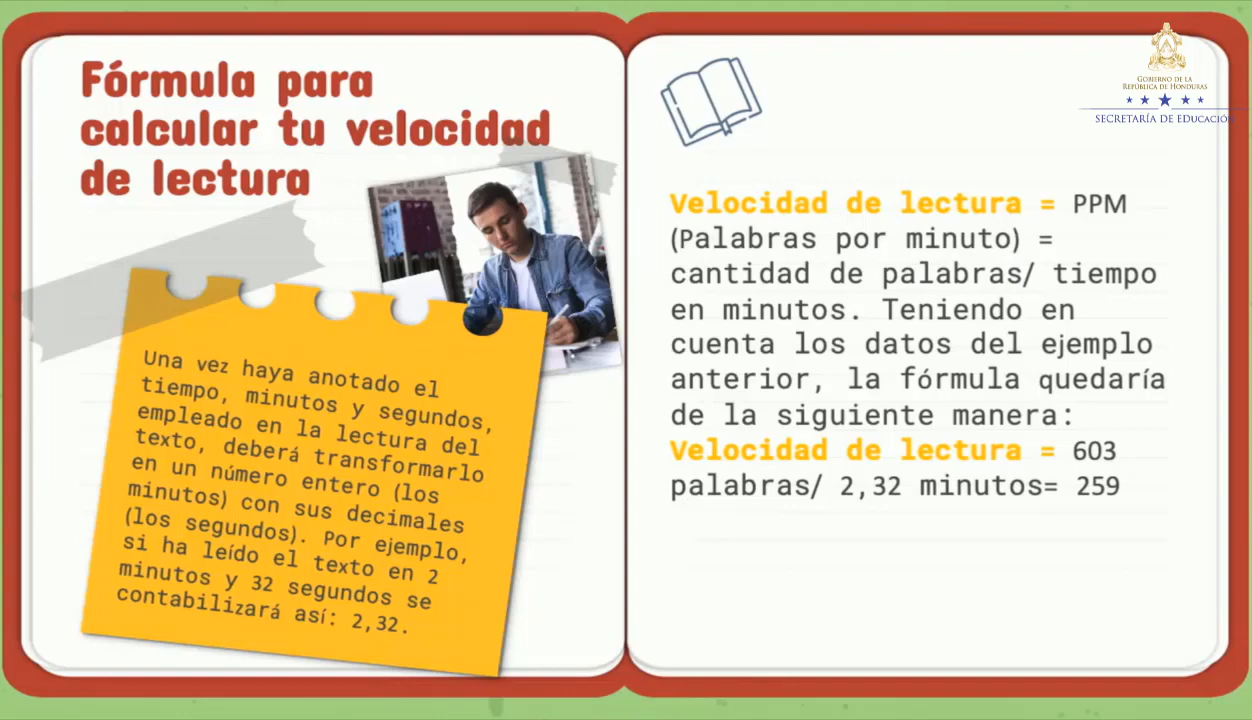 Fórmula para
calcular tu velocidad
de lectura
Una vez haya anotado el
tiempo, minutos y segundos,
empleado en la lectura del
texto, deberá transformarlo
en un número entero (los
minutos) con sus decimales
(los segundos). Por ejemplo,
si ha leído el texto en 2
minutos y 32 segundos se
contabilizará así: 2,32.
GOBIERNO DE LA
REPÚBLICA DE HONDURAS
SECRETARÍA DE EDUCACIÓN
Velocidad de lectura = PPM
(Palabras por minuto) =
cantidad de palabras/ tiempo
en minutos. Teniendo en
cuenta los datos del ejemplo
anterior, la fórmula quedaría
de la siguiente manera:
Velocidad de lectura = 603
palabras/ 2,32 minutos= 259